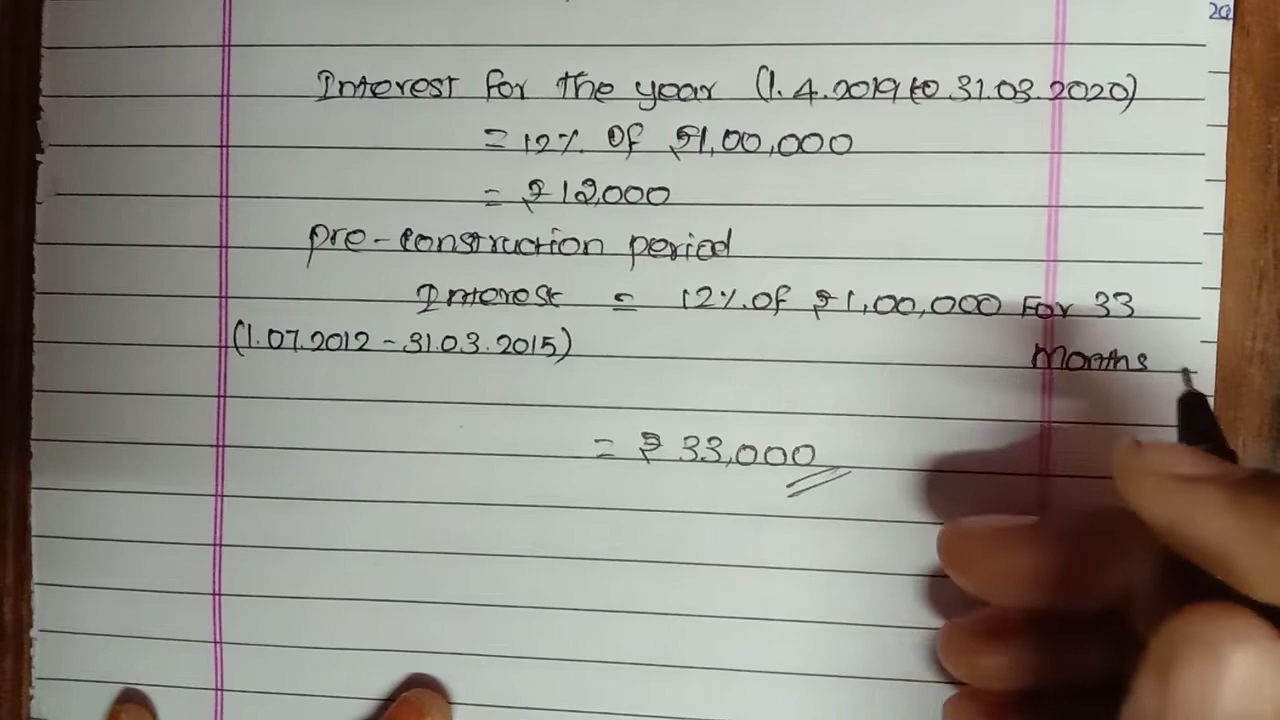 20
Interest for the year (1.4.2019 to 31.03.2020)
= 12% of ₹1,00,000
= ₹12,000
Pre-construction period
Interest = 12% of ₹1,00,000 for 33
(1.07.2012 - 31.03.2015) Months
= ₹33,000